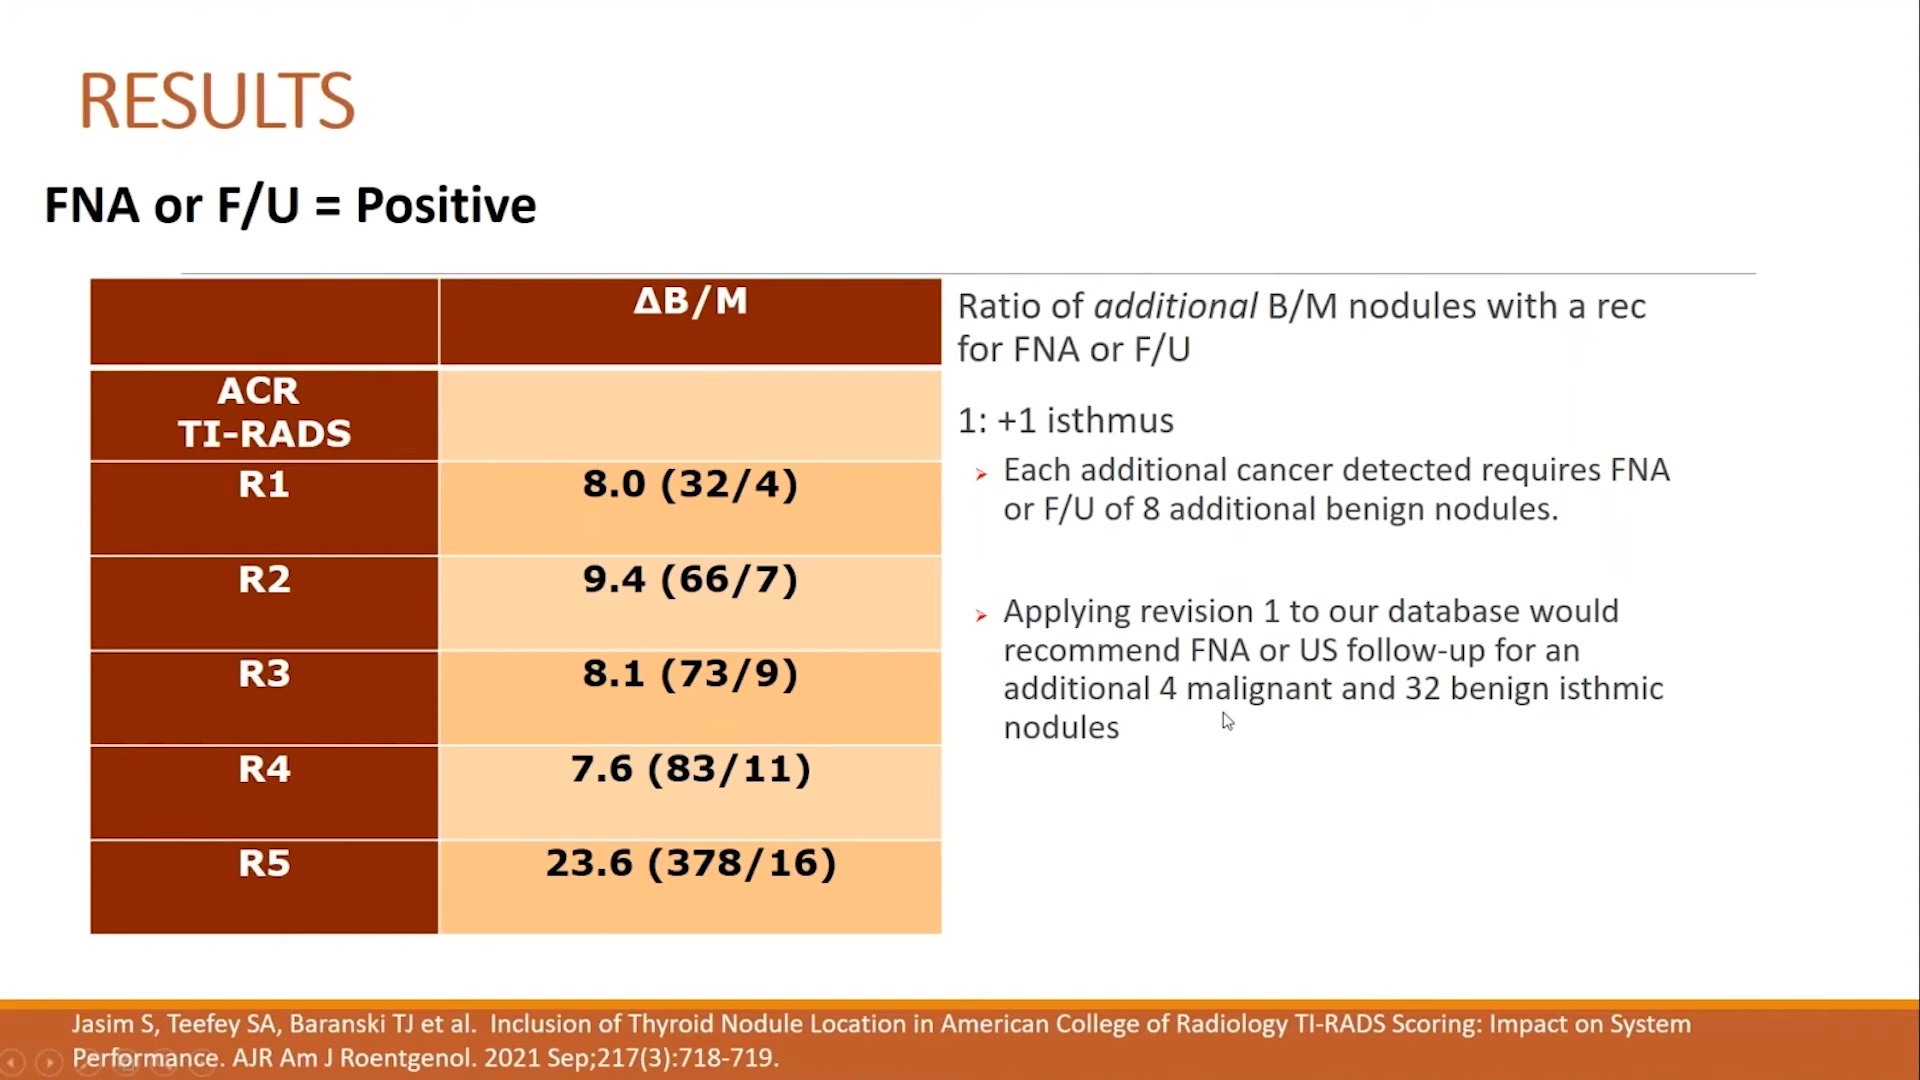 RESULTS
FNA or F/U = Positive
ΔB/M
ACR
TI-RADS
R1
8.0 (32/4)
R2
9.4 (66/7)
R3
8.1 (73/9)
R4
7.6 (83/11)
R5
23.6 (378/16)
Ratio of additional B/M nodules with a rec
for FNA or F/U
1: +1 isthmus
Each additional cancer detected requires FNA
or F/U of 8 additional benign nodules.
Applying revision 1 to our database would
recommend FNA or US follow-up for an
additional 4 malignant and 32 benign isthmic
nodules
Jasim S, Teefey SA, Baranski TJ et al. Inclusion of Thyroid Nodule Location in American College of Radiology TI-RADS Scoring: Impact on System
Performance. AJR Am J Roentgenol. 2021 Sep;217(3):718-719.